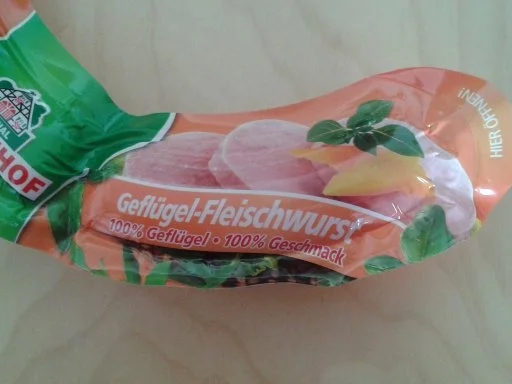 HOF
Geflügel-Fleischwurst
100% Geflügel • 100% Geschmack
HIER ÖFFNEN!